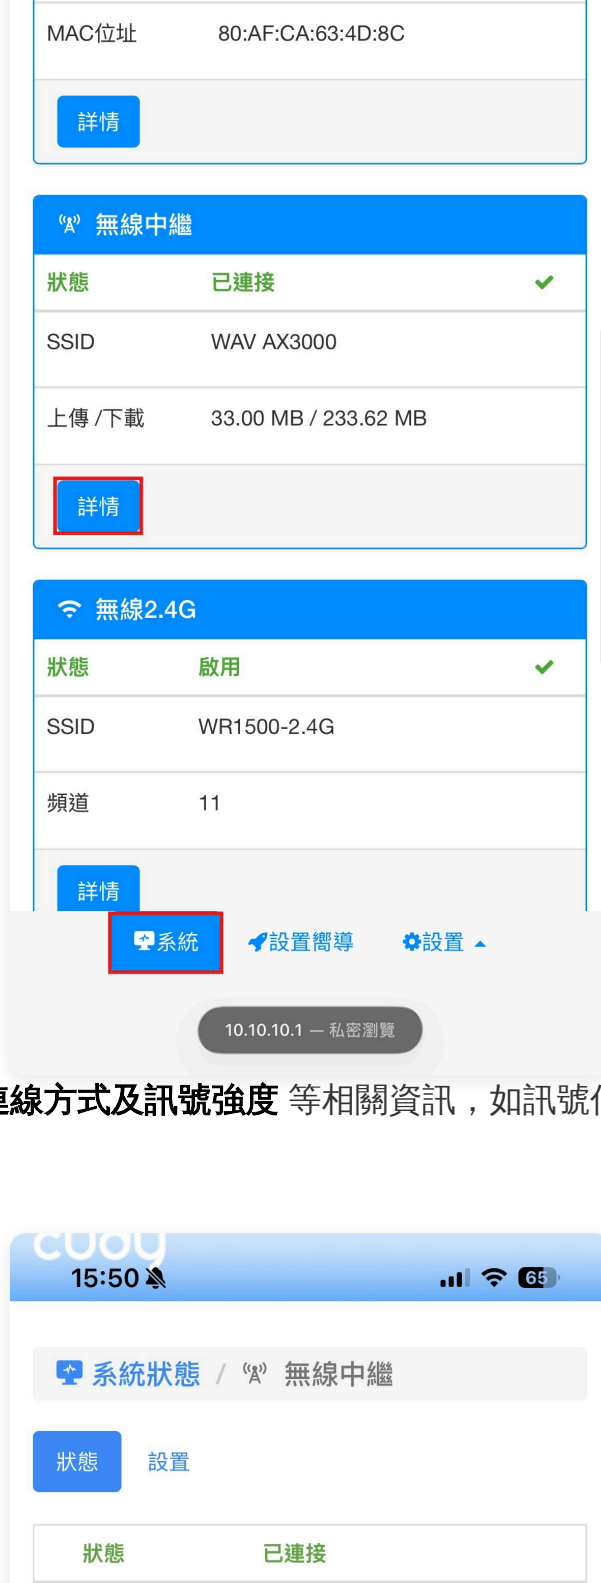 MAC位址 80:AF:CA:63:4D:8C
詳情
無線中繼
狀態 已連接
SSID WAV AX3000
上傳 /下載 33.00 MB / 233.62 MB
詳情
無線2.4G
狀態 啟用
SSID WR1500-2.4G
頻道 11
詳情
系統 設置嚮導 設置
10.10.10.1 — 私密瀏覽
線方式及訊號強度 等相關資訊，如訊號
cudy
15:50 65
系統狀態 / 無線中繼
狀態 設置
狀態 已連接